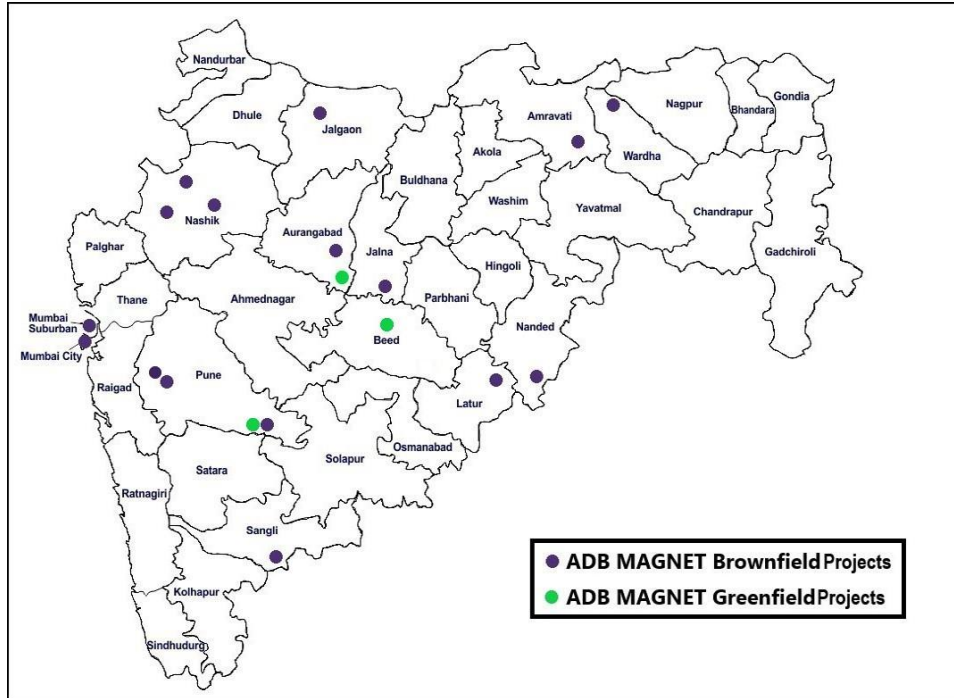 Nandurbar
Dhule
Jalgaon
Buldhana
Akola
Amravati
Wardha
Nagpur
Bhandara
Gondia
Washim
Yavatmal
Chandrapur
Gadchiroli
Nashik
Aurangabad
Jalna
Hingoli
Parbhani
Nanded
Palghar
Thane
Ahmednagar
Beed
Mumbai
Suburban
Mumbai City
Raigad
Pune
Latur
Osmanabad
Solapur
Satara
Ratnagiri
Sangli
Kolhapur
Sindhudurg
ADB MAGNET Brownfield Projects
ADB MAGNET Greenfield Projects